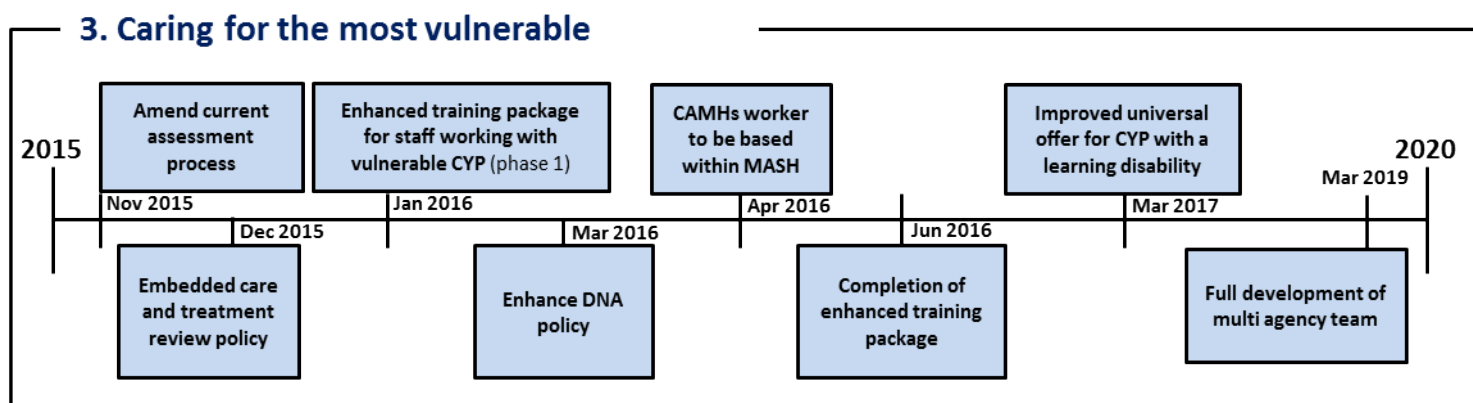 3. Caring for the most vulnerable
2015
Amend current
assessment
process
Nov 2015
Dec 2015
Embedded care
and treatment
review policy
Enhanced training package
for staff working with
vulnerable CYP (phase 1)
Jan 2016
Mar 2016
Enhance DNA
policy
CAMHs worker
to be based
within MASH
Apr 2016
Jun 2016
Completion of
enhanced training
package
Improved universal
offer for CYP with a
learning disability
Mar 2017
Mar 2019
Full development of
multi agency team
2020